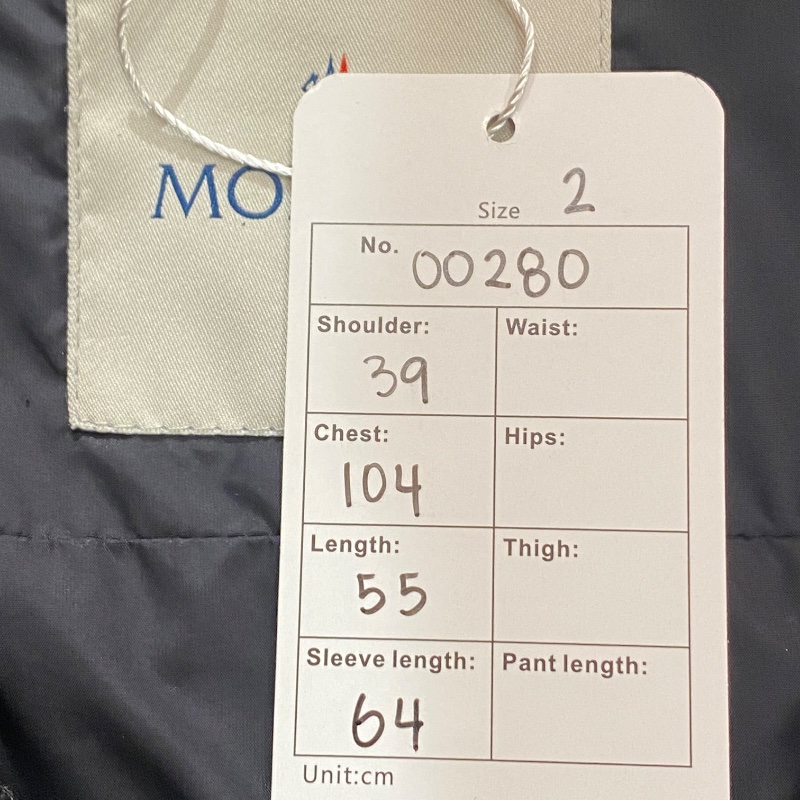 MO
Size 2
No. 00280
Shoulder: Waist:
39
Chest: Hips:
104
Length: Thigh:
55
Sleeve length: Pant length:
64
Unit:cm